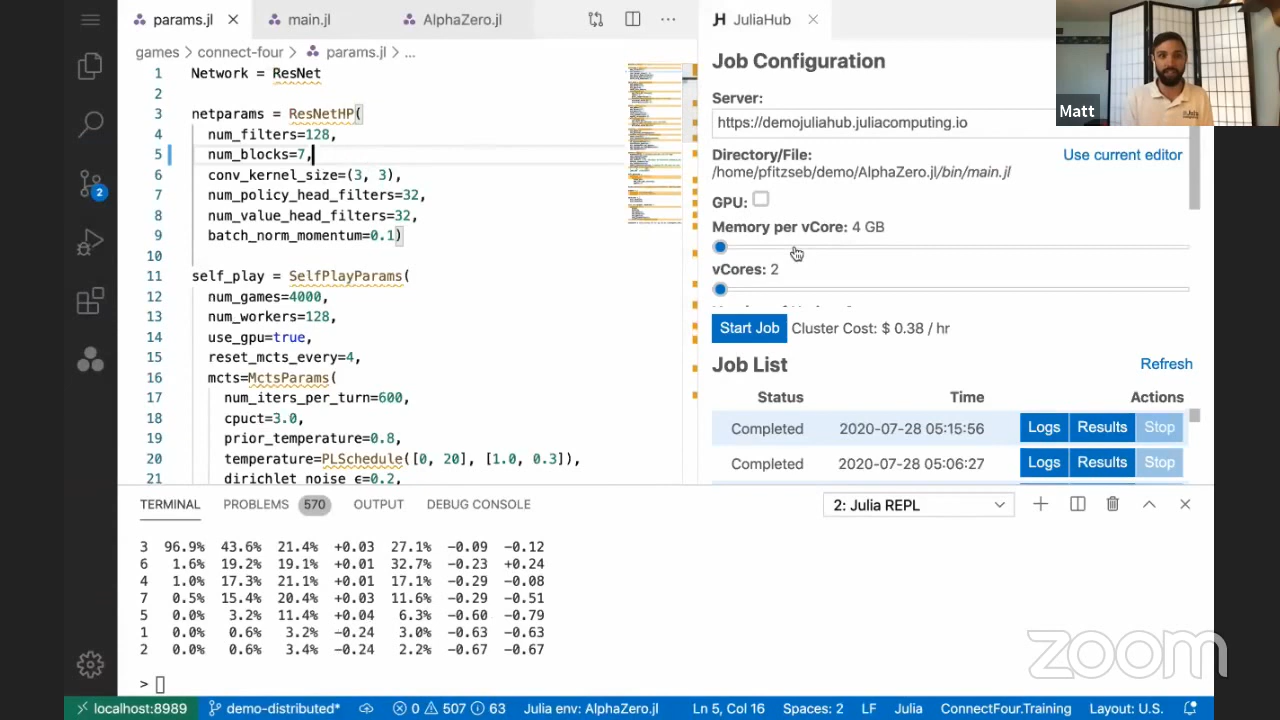 params.jl
main.jl
AlphaZero.jl
JuliaHub
games > connect-four > params.jl > ...
1 Network = ResNet
2
3 netparams = ResNetHP(
4 num_filters=128,
5 num_blocks=7,
6 conv_kernel_size=(3, 3),
7 num_policy_head_filters=32,
8 num_value_head_filters=32,
9 batch_norm_momentum=0.1)
10
11 self_play = SelfPlayParams(
12 num_games=4000,
13 num_workers=128,
14 use_gpu=true,
15 reset_mcts_every=4,
16 mcts=MctsParams(
17 num_iters_per_turn=600,
18 cpuct=3.0,
19 prior_temperature=0.8,
20 temperature=PLSchedule([0, 20], [1.0, 0.3]),
21 dirichlet_noise_ϵ=0.2,
2
Job Configuration
Server:
https://demojuliahub.juliacomputing.io
Directory/File:
Use current editor
/home/pfitzseb/demo/AlphaZero.jl/bin/main.jl
GPU:
Memory per vCore: 4 GB
vCores: 2
Start Job
Cluster Cost: $ 0.38 / hr
Job List
Refresh
Status Time Actions
Completed 2020-07-28 05:15:56 Logs Results Stop
Completed 2020-07-28 05:06:27 Logs Results Stop
Matt
TERMINAL PROBLEMS 570 OUTPUT DEBUG CONSOLE
2: Julia REPL
3 96.9% 43.6% 21.4% +0.03 27.1% -0.09 -0.12
6 1.6% 19.2% 19.1% +0.01 32.7% -0.23 +0.24
4 1.0% 17.3% 21.1% +0.01 17.1% -0.29 -0.08
7 0.5% 15.4% 20.4% +0.03 11.6% -0.29 -0.51
5 0.0% 3.2% 11.4% +0.04 6.3% -0.60 -0.79
1 0.0% 0.6% 3.2% -0.24 3.0% -0.63 -0.63
2 0.0% 0.6% 3.4% -0.24 2.2% -0.67 -0.67
>
zoom
localhost:8989 demo-distributed* 0 507 63 Julia env: AlphaZero.jl Ln 5, Col 16 Spaces: 2 LF Julia ConnectFour.Training Layout: U.S.